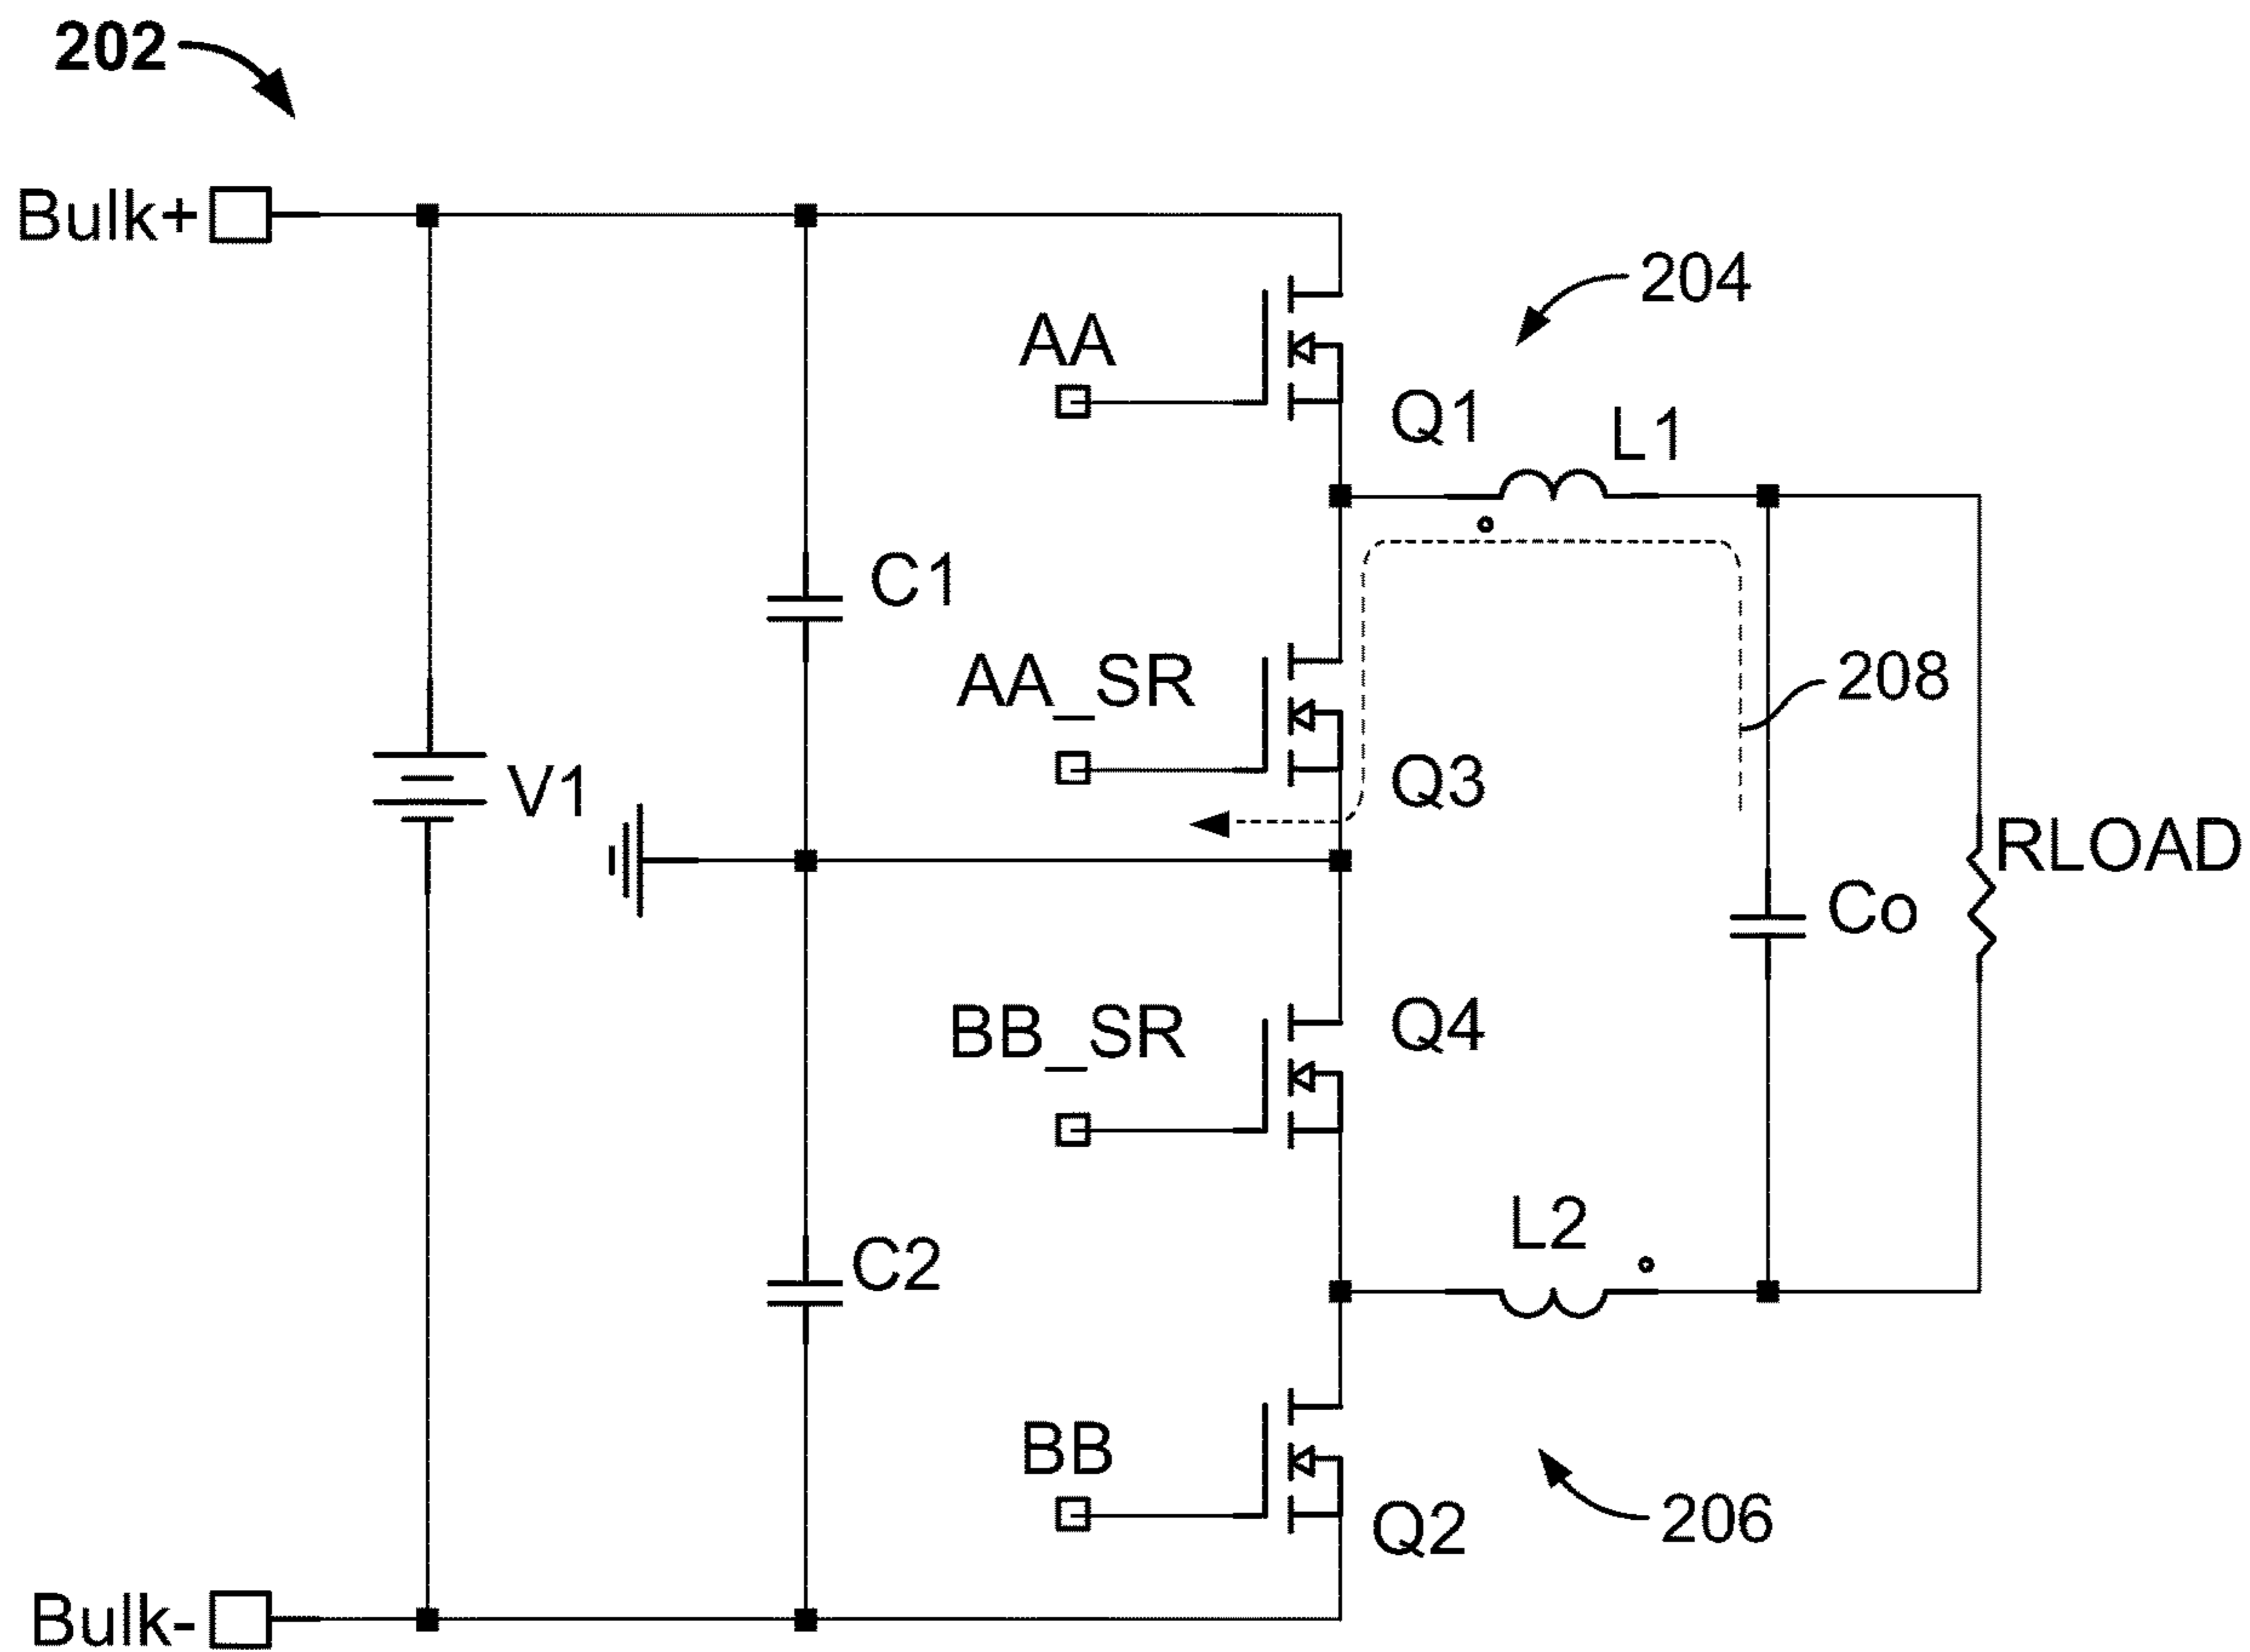 202
Bulk+
204
AA
Q1
L1
C1
AA_SR
208
Q3
V1
RLOAD
Co
BB_SR
Q4
L2
C2
BB
206
Q2
Bulk-